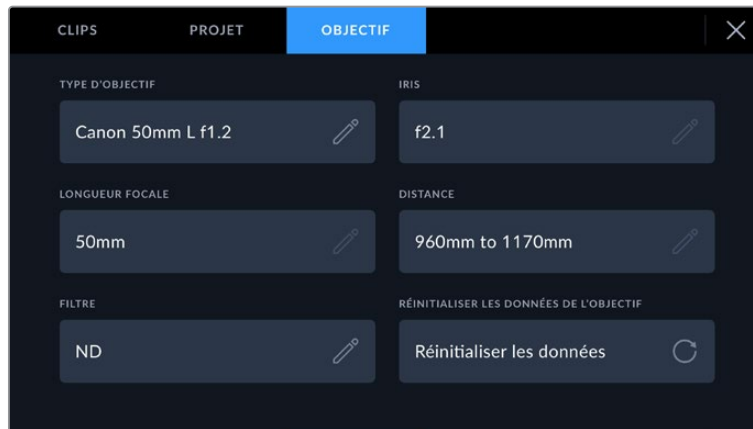 CLIPS PROJET OBJECTIF
TYPE D'OBJECTIF IRIS
Canon 50mm L f1.2 f2.1
LONGUEUR FOCALE DISTANCE
50mm 960mm to 1170mm
FILTRE RÉINITIALISER LES DONNÉES DE L'OBJECTIF
ND Réinitialiser les données